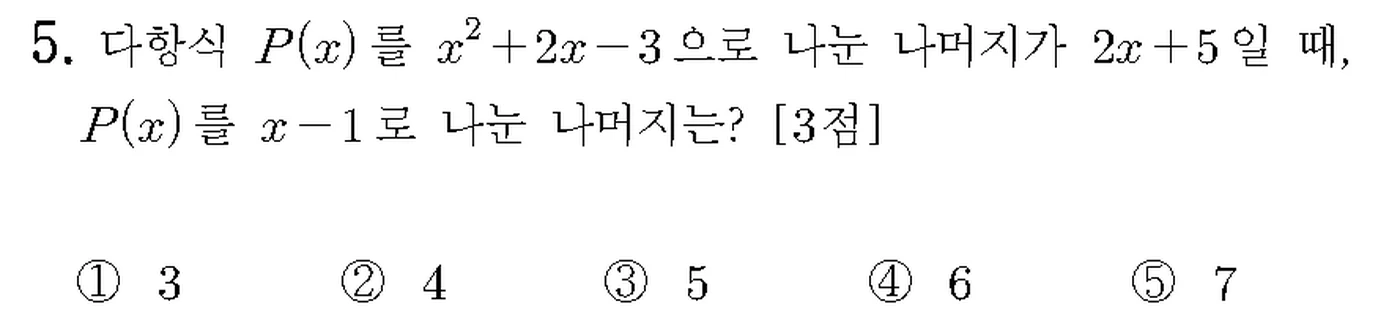 5. 다항식 P(x)를 x²+2x-3으로 나눈 나머지가 2x+5일 때,
P(x)를 x-1로 나눈 나머지는? [3점]
① 3 ② 4 ③ 5 ④ 6 ⑤ 7